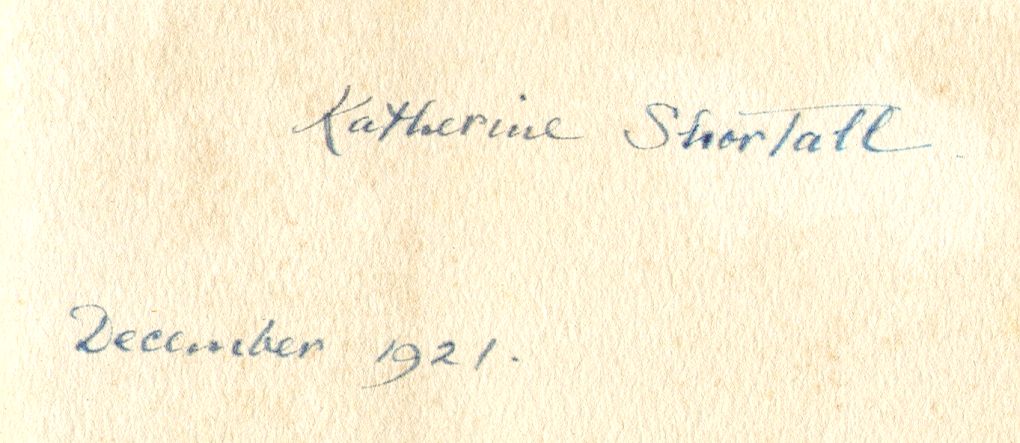 Katherine Shortall
December 1921.